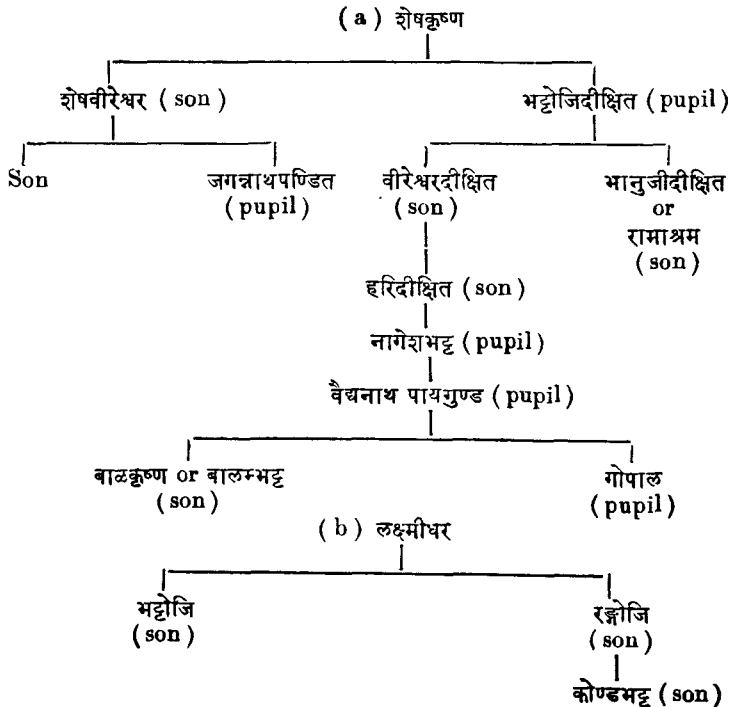 (a) शेषकृष्ण
शेषवीरेश्वर (son) भट्टोजिदीक्षित (pupil)
Son जगन्नाथपण्डित वीरेश्वरदीक्षित भानुजीदीक्षित
(pupil) (son) or
रामाश्रम
(son)
हरिदीक्षित (son)
नागेशभट्ट (pupil)
वैद्यनाथ पायगुण्ड (pupil)
बाळकृष्ण or बालम्भट्ट गोपाल
(son) (pupil)
(b) लक्ष्मीधर
भट्टोजि रङ्गोजि
(son) (son)
कोण्डभट्ट (son)